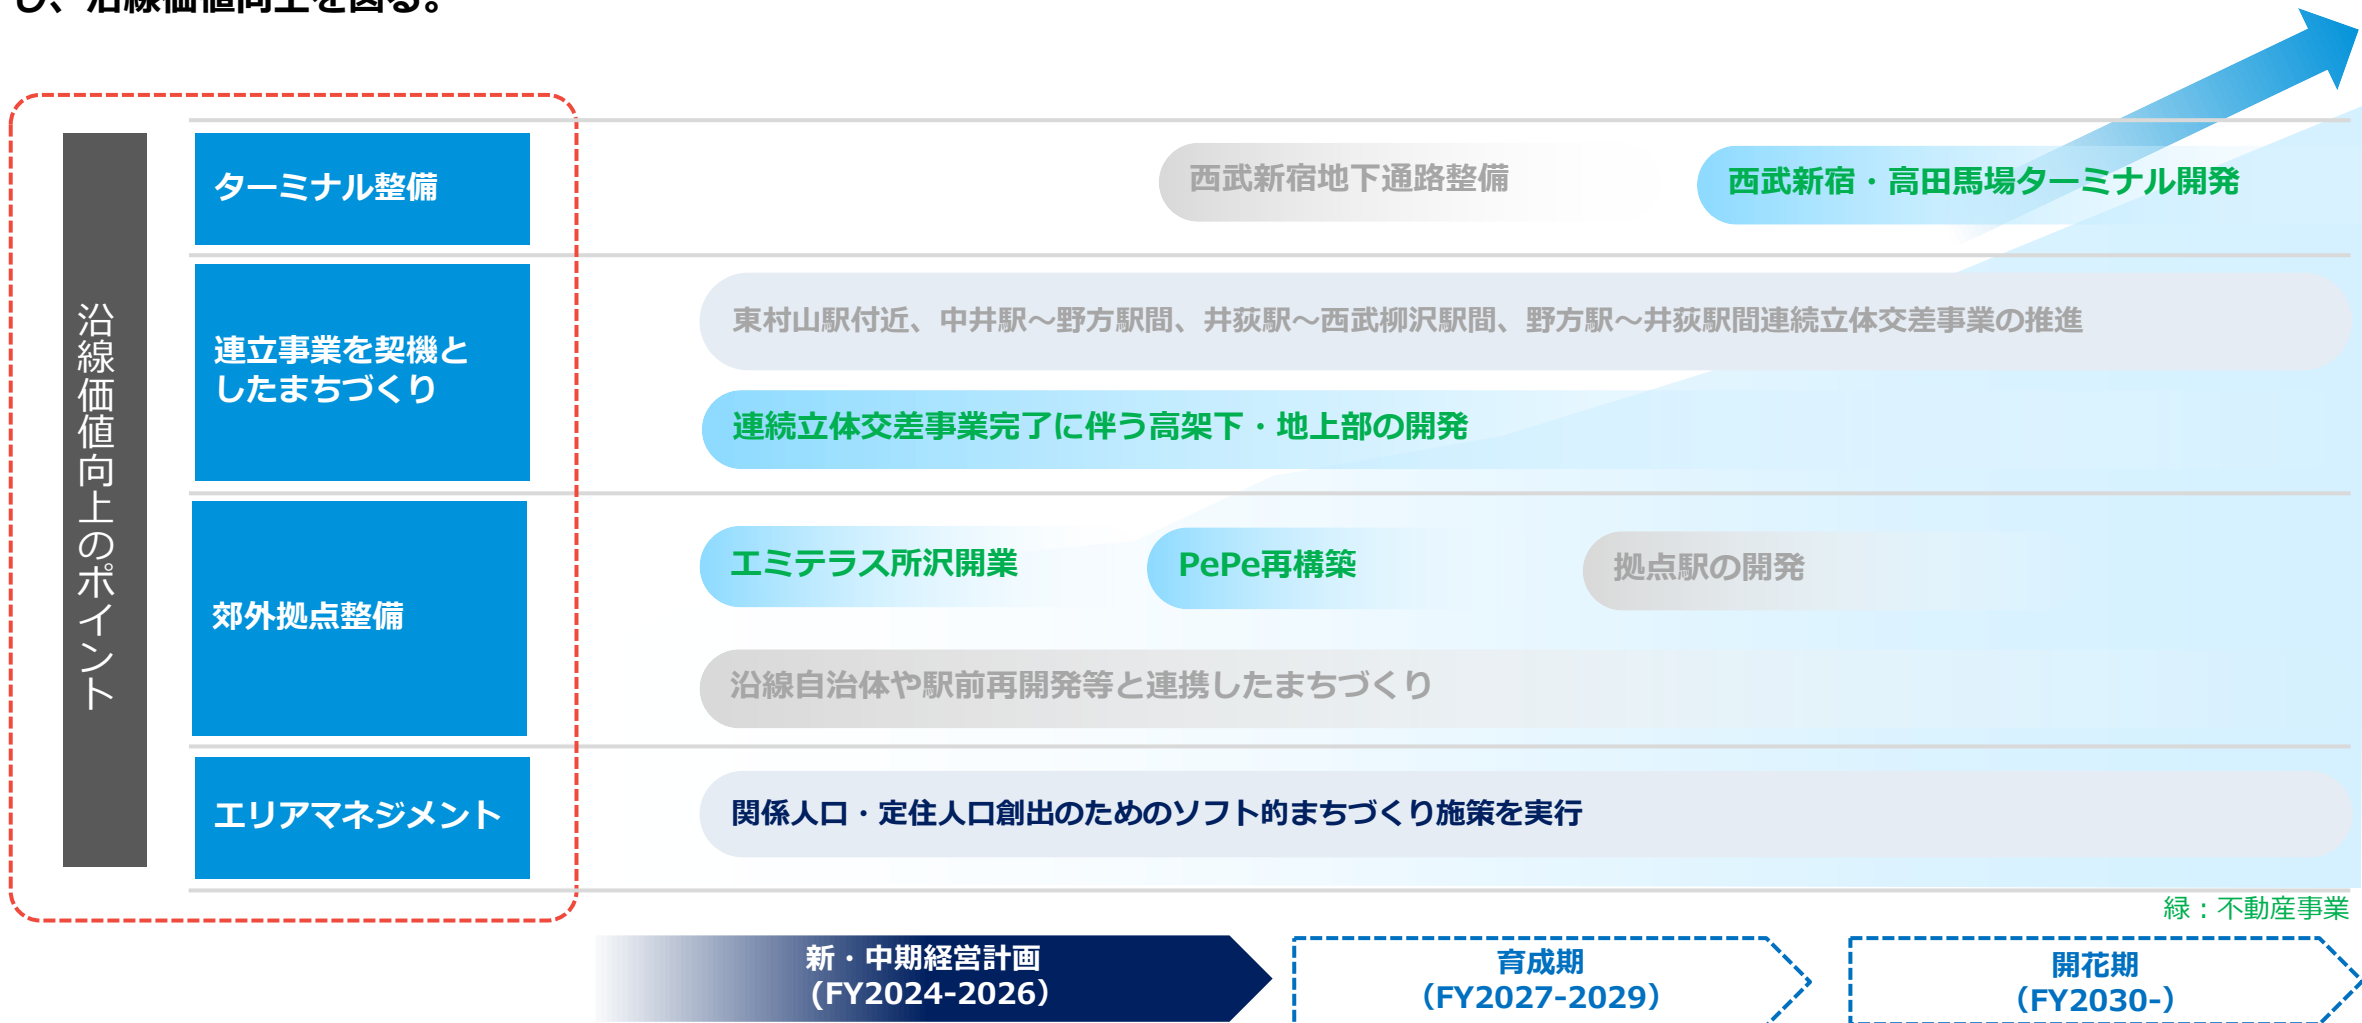 し、沿線価値向上を図る。
沿線価値向上のポイント
ターミナル整備
西武新宿地下通路整備
西武新宿・高田馬場ターミナル開発
連立事業を契機と
したまちづくり
東村山駅付近、中井駅～野方駅間、井荻駅～西武柳沢駅間、野方駅～井荻駅間連続立体交差事業の推進
連続立体交差事業完了に伴う高架下・地上部の開発
郊外拠点整備
エミテラス所沢開業
PePe再構築
拠点駅の開発
沿線自治体や駅前再開発等と連携したまちづくり
エリアマネジメント
関係人口・定住人口創出のためのソフト的まちづくり施策を実行
緑：不動産事業
新・中期経営計画
(FY2024-2026)
育成期
（FY2027-2029）
開花期
（FY2030-）